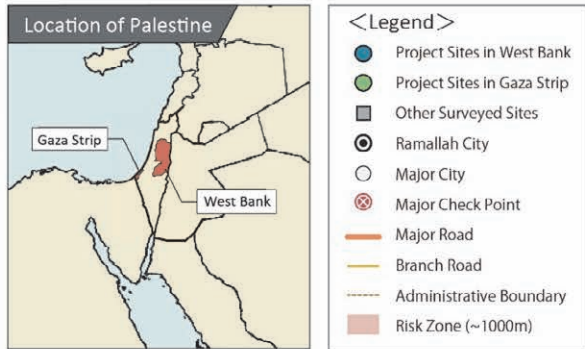 Location of Palestine
Gaza Strip
West Bank
<Legend>
Project Sites in West Bank
Project Sites in Gaza Strip
Other Surveyed Sites
Ramallah City
Major City
Major Check Point
Major Road
Branch Road
Administrative Boundary
Risk Zone (~1000m)